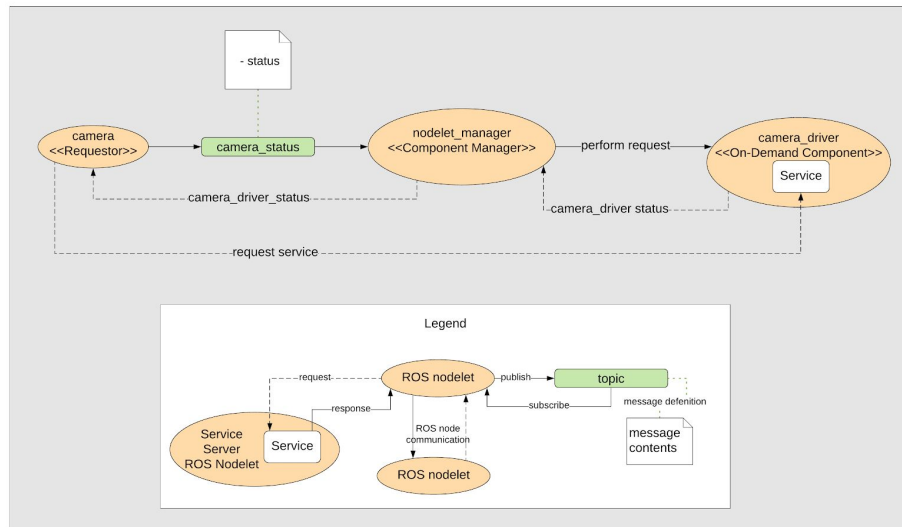 - status
camera
<<Requestor>>
camera_status
nodelet_manager
<<Component Manager>>
perform request
camera_driver
<<On-Demand Component>>
Service
camera_driver_status
camera_driver status
request service
Legend
request
ROS nodelet
publish
topic
subscribe
message defenition
response
Service
Server
ROS Nodelet
Service
ROS node
communication
message
contents
ROS nodelet